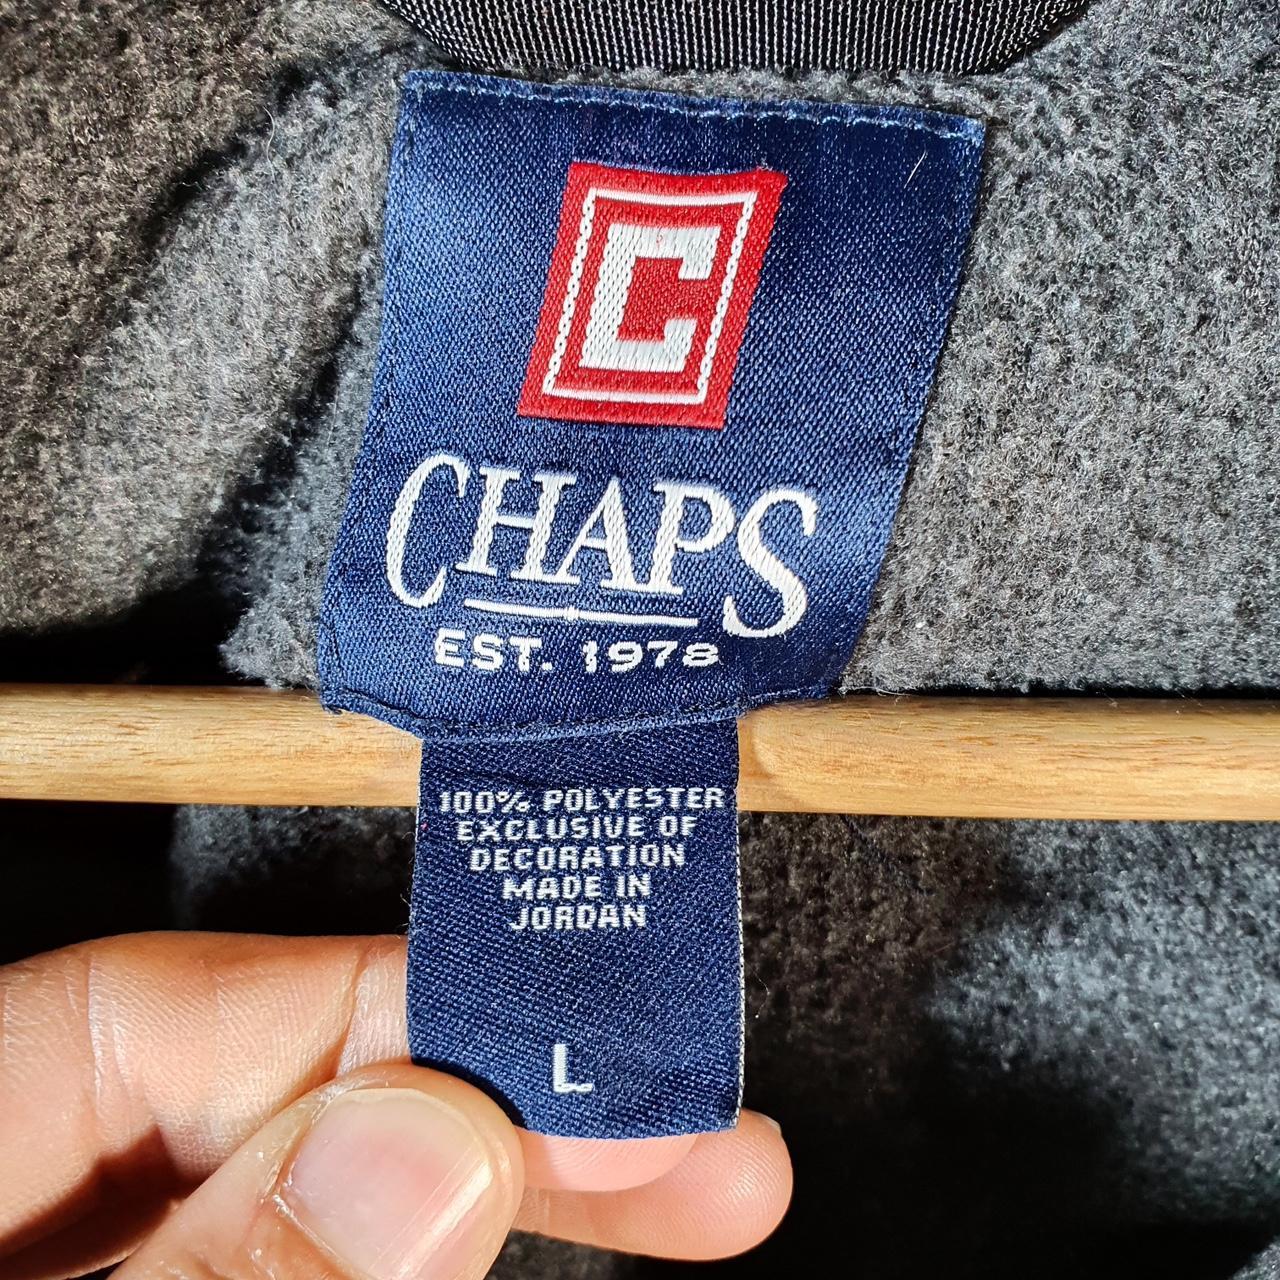 C
CHAPS
EST. 1978
100% POLYESTER
EXCLUSIVE OF
DECORATION
MADE IN
JORDAN
L